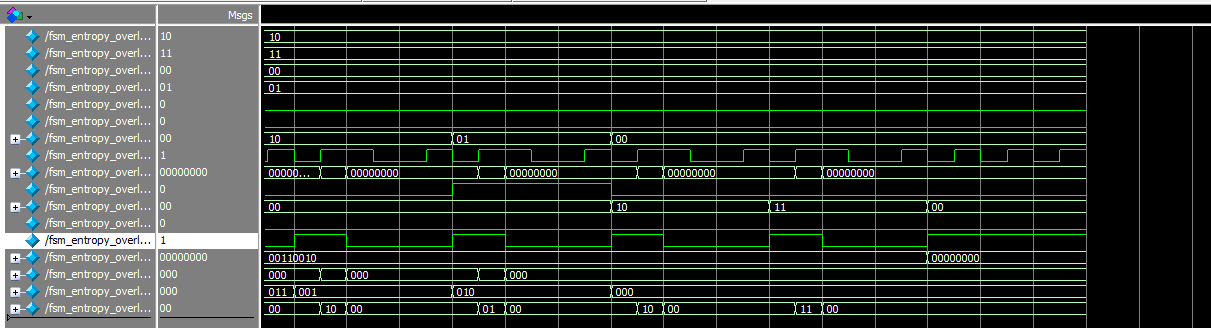 Msgs
/fsm_entropy_overl... 10 10
/fsm_entropy_overl... 11 11
/fsm_entropy_overl... 00 00
/fsm_entropy_overl... 01 01
/fsm_entropy_overl... 0
/fsm_entropy_overl... 0
/fsm_entropy_overl... 00 10 01 00
/fsm_entropy_overl... 1
/fsm_entropy_overl... 00000000 00000... 00000000 00000000 00000000 00000000
/fsm_entropy_overl... 0
/fsm_entropy_overl... 00 00 10 11 00
/fsm_entropy_overl... 0
/fsm_entropy_overl... 1
/fsm_entropy_overl... 00000000 00110010 00000000
/fsm_entropy_overl... 000 000 000 000
/fsm_entropy_overl... 000 011 001 010 000
/fsm_entropy_overl... 00 00 10 00 01 00 10 00 11 00